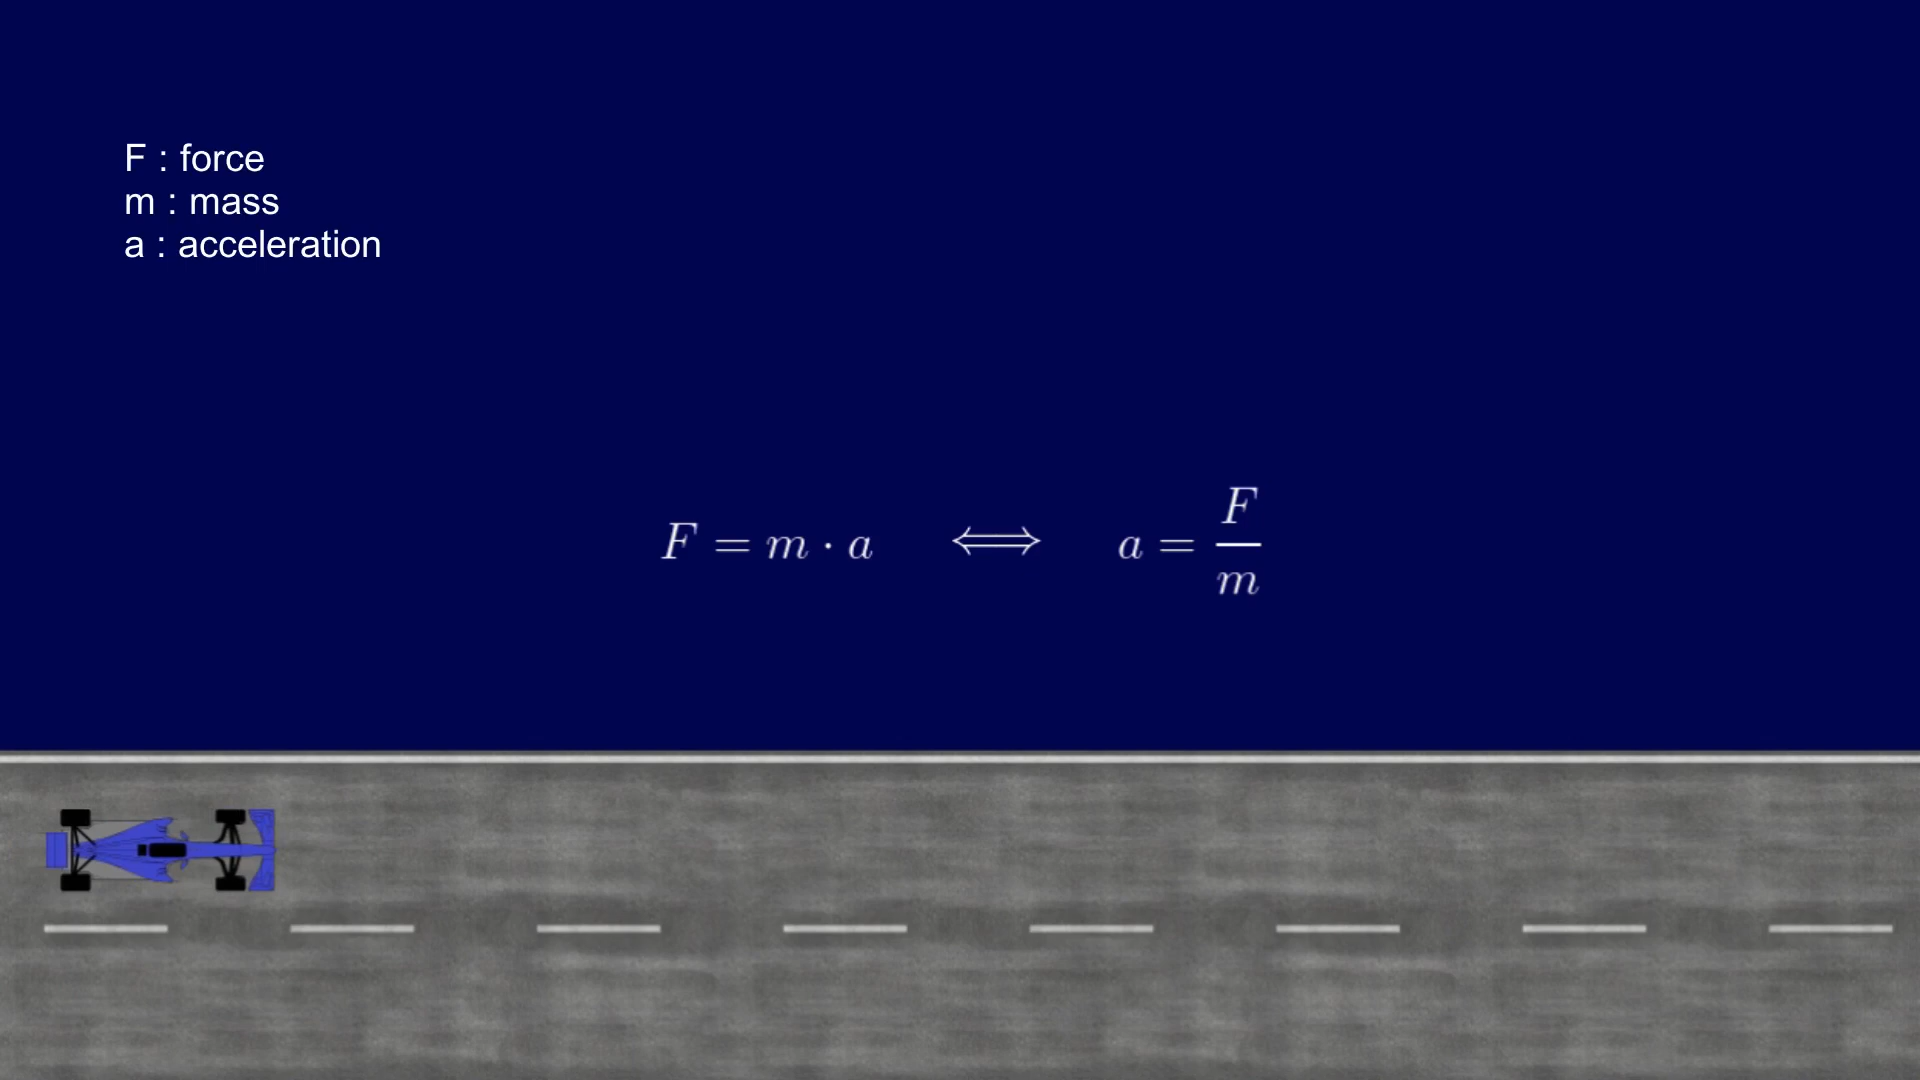 F : force
m : mass
a : acceleration
F = m · a ⟺ a = F/m